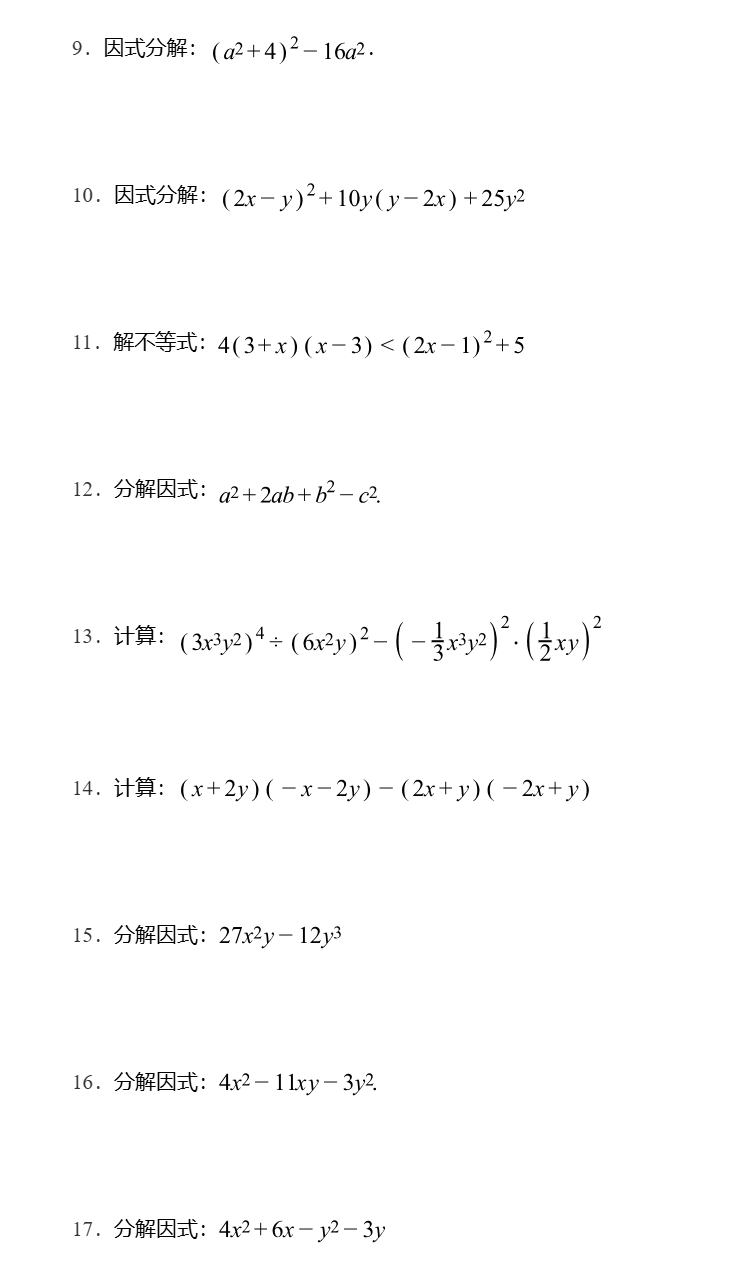 9．因式分解：(a²+4)²－16a²．
10．因式分解：(2x－y)²+10y(y－2x)+25y²
11．解不等式：4(3+x)(x－3)<(2x－1)²+5
12．分解因式：a²+2ab+b²－c².
13．计算：(3x³y²)⁴÷(6x²y)²－(－1/3x³y²)²·(1/2xy)²
14．计算：(x+2y)(－x－2y)－(2x+y)(－2x+y)
15．分解因式：27x²y－12y³
16．分解因式：4x²－11xy－3y².
17．分解因式：4x²+6x－y²－3y